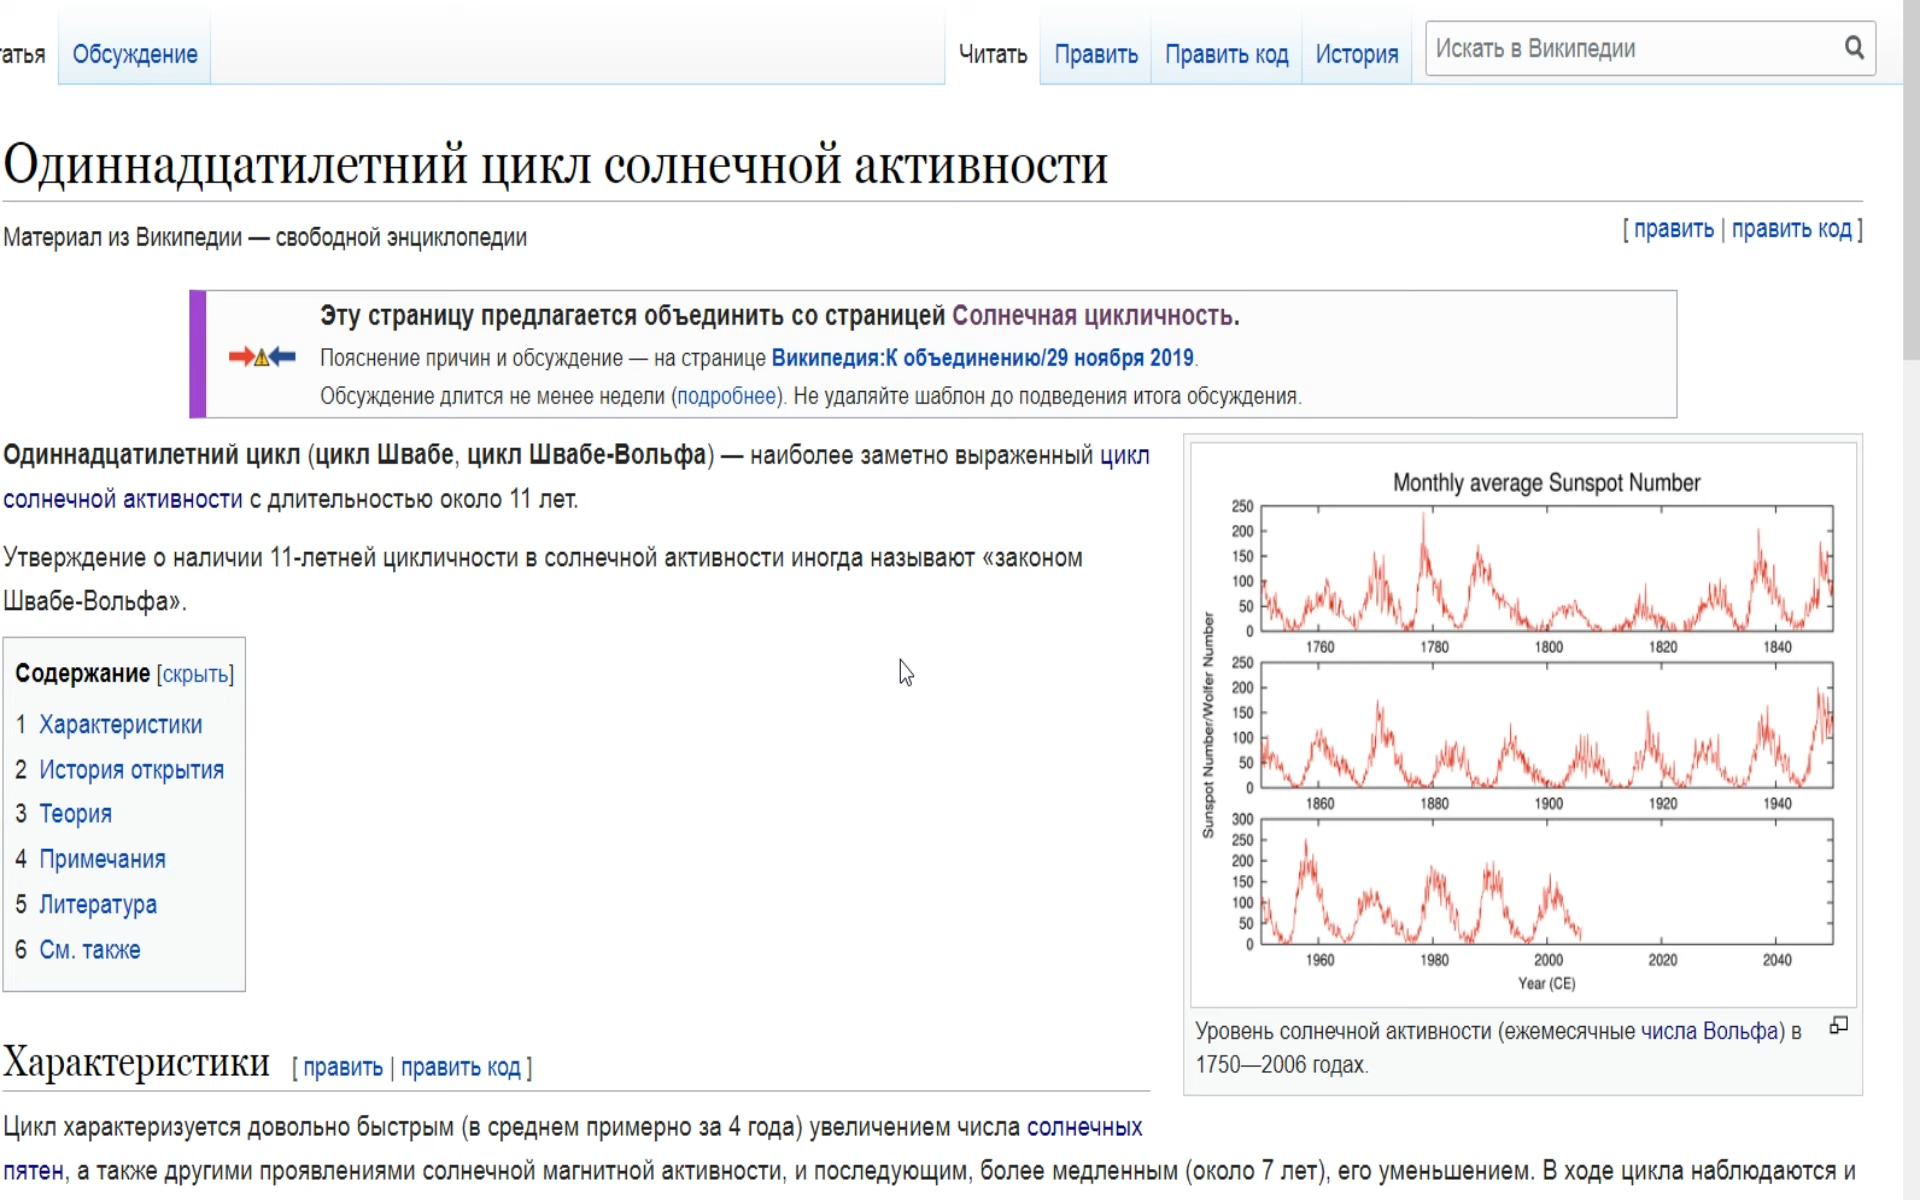 Обсуждение
Читать
Править
Править код
История
Искать в Википедии
Одиннадцатилетний цикл солнечной активности
Материал из Википедии — свободной энциклопедии
[ править | править код ]
Эту страницу предлагается объединить со страницей Солнечная цикличность.
Пояснение причин и обсуждение — на странице Википедия:К объединению/29 ноября 2019.
Обсуждение длится не менее недели (подробнее). Не удаляйте шаблон до подведения итога обсуждения.
Одиннадцатилетний цикл (цикл Швабе, цикл Швабе-Вольфа) — наиболее заметно выраженный цикл
солнечной активности с длительностью около 11 лет.
Утверждение о наличии 11-летней цикличности в солнечной активности иногда называют «законом
Швабе-Вольфа».
Содержание [скрыть]
1 Характеристики
2 История открытия
3 Теория
4 Примечания
5 Литература
6 См. также
Monthly average Sunspot Number
Sunspot Number/Wolfer Number
250
200
150
100
50
0
1760 1780 1800 1820 1840
250
200
150
100
50
0
1860 1880 1900 1920 1940
300
250
200
150
100
50
0
1960 1980 2000 2020 2040
Year (CE)
Уровень солнечной активности (ежемесячные числа Вольфа) в
1750—2006 годах.
Характеристики [ править | править код ]
Цикл характеризуется довольно быстрым (в среднем примерно за 4 года) увеличением числа солнечных
пятен, а также другими проявлениями солнечной магнитной активности, и последующим, более медленным (около 7 лет), его уменьшением. В ходе цикла наблюдаются и